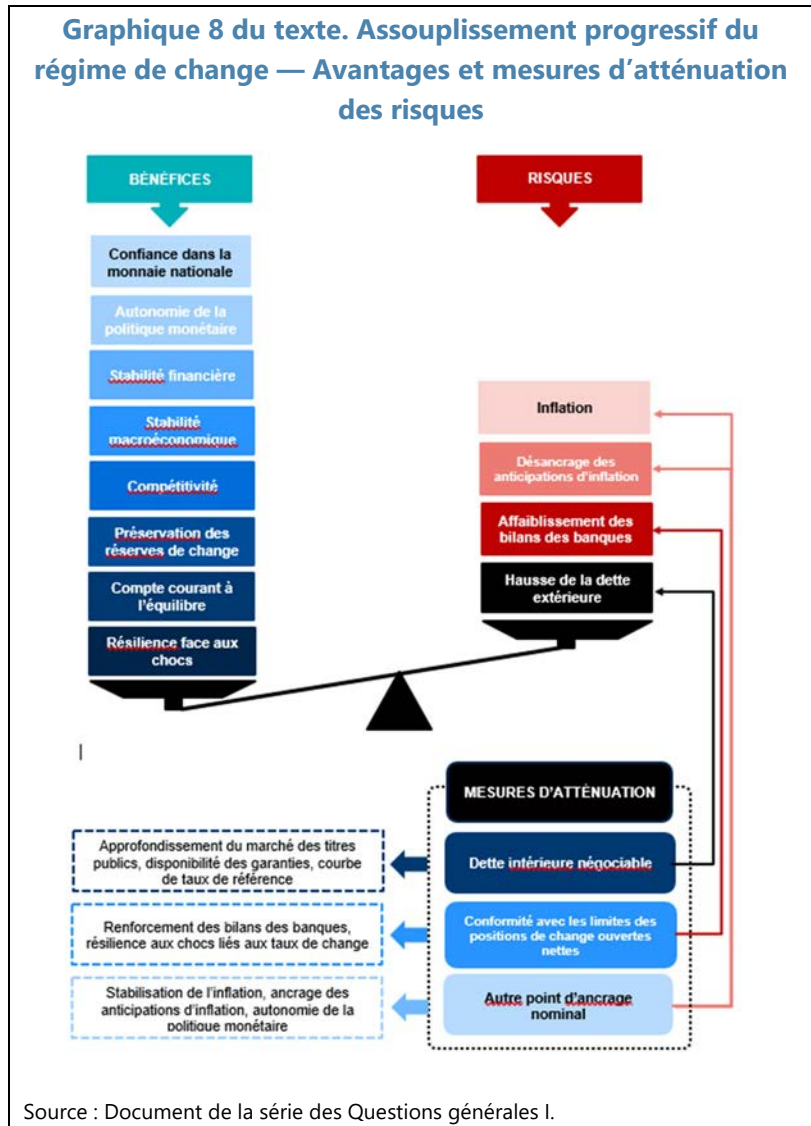 Graphique 8 du texte. Assouplissement progressif du
régime de change — Avantages et mesures d’atténuation
des risques
BÉNÉFICES
Confiance dans la
monnaie nationale
Autonomie de la
politique monétaire
Stabilité financière
Stabilité
macroéconomique
Compétitivité
Préservation des
réserves de change
Compte courant à
l’équilibre
Résilience face aux
chocs
RISQUES
Inflation
Désancrage des
anticipations d’inflation
Affaiblissement des
bilans des banques
Hausse de la dette
extérieure
MESURES D’ATTÉNUATION
Approfondissement du marché des titres
publics, disponibilité des garanties, courbe
de taux de référence
Dette intérieure négociable
Renforcement des bilans des banques,
résilience aux chocs liés aux taux de change
Conformité avec les limites des
positions de change ouvertes
nettes
Stabilisation de l’inflation, ancrage des
anticipations d’inflation, autonomie de la
politique monétaire
Autre point d’ancrage
nominal
Source : Document de la série des Questions générales I.